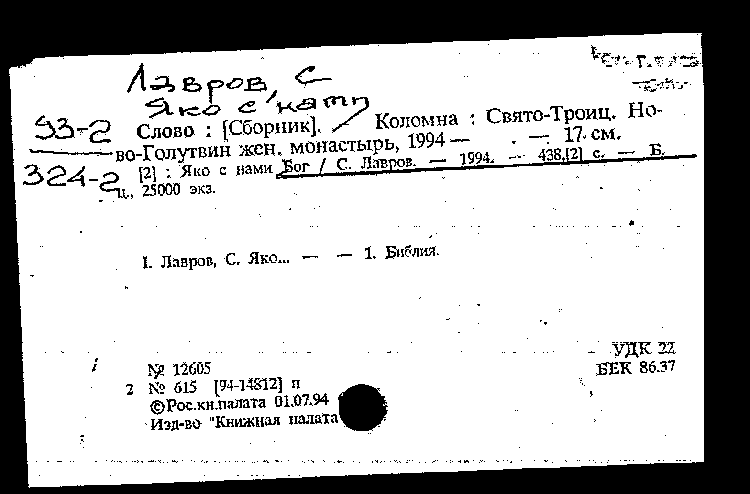 Лавров, С
Яко с нами
93-2
Слово : [Сборник]. / Коломна : Свято-Троиц. Но-
во-Голутвин жен. монастырь, 1994 — . — 17 см.
324-2
[2] : Яко с нами Бог / С. Лавров. — 1994. — 438,[2] с. — Б.
ц., 25000 экз.
1. Лавров, С. Яко... — — 1. Библия.
УДК 22
№ 12605
БЕК 86.37
2 № 615 [94-14812] п
©Рос.кн.палата 01.07.94
Изд-во "Книжная палата